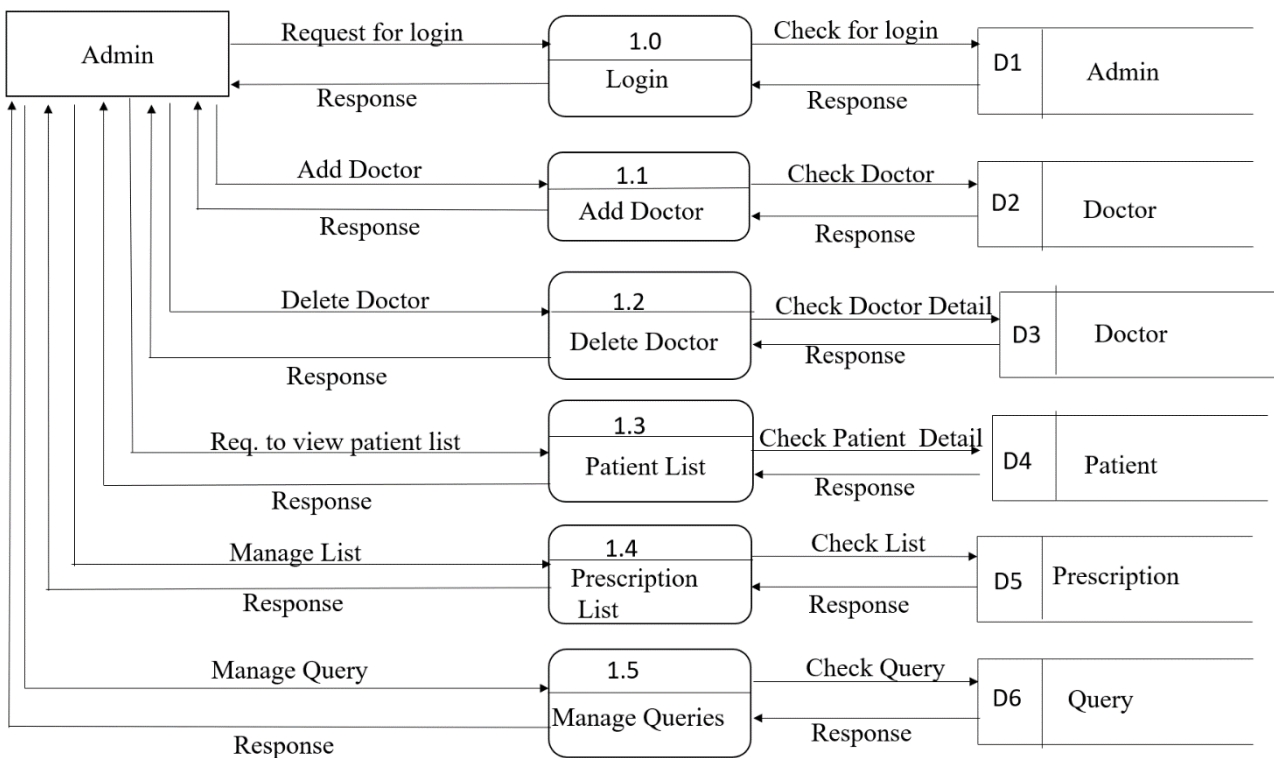 Admin
Request for login
Response
1.0
Login
Check for login
Response
D1
Admin
Add Doctor
Response
1.1
Add Doctor
Check Doctor
Response
D2
Doctor
Delete Doctor
Response
1.2
Delete Doctor
Check Doctor Detail
Response
D3
Doctor
Req. to view patient list
Response
1.3
Patient List
Check Patient Detail
Response
D4
Patient
Manage List
Response
1.4
Prescription
List
Check List
Response
D5
Prescription
Manage Query
Response
1.5
Manage Queries
Check Query
Response
D6
Query